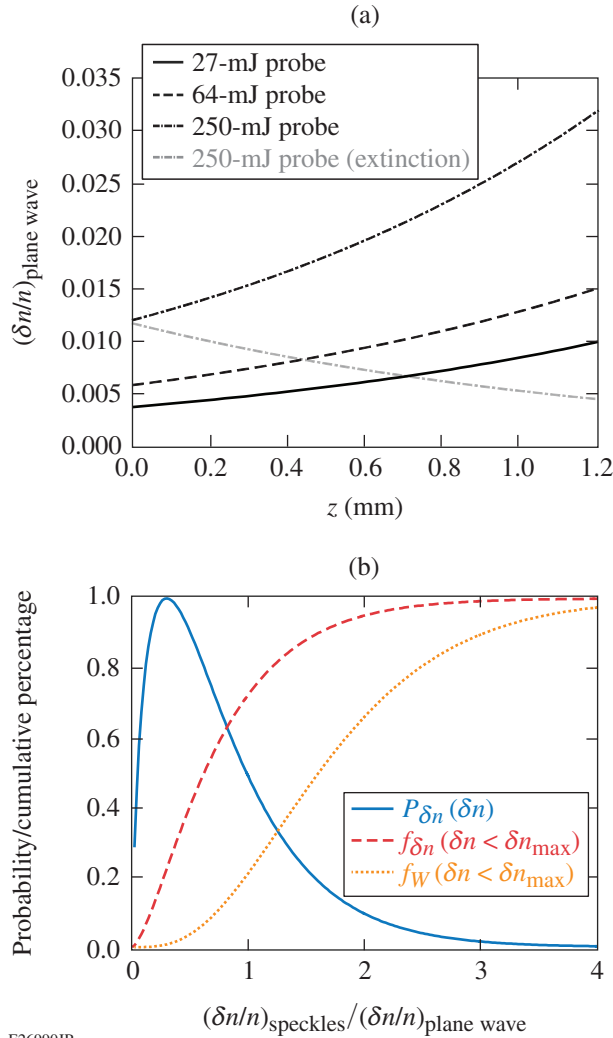 (a)
27-mJ probe
64-mJ probe
250-mJ probe
250-mJ probe (extinction)
0.035
0.030
0.025
0.020
0.015
0.010
0.005
0.000
(δn/n)plane wave
0.0 0.2 0.4 0.6 0.8 1.0 1.2
z (mm)
(b)
1.0
0.8
0.6
0.4
0.2
0.0
Probability/cumulative percentage
Pδn (δn)
fδn (δn < δnmax)
fW (δn < δnmax)
0 1 2 3 4
(δn/n)speckles/(δn/n)plane wave